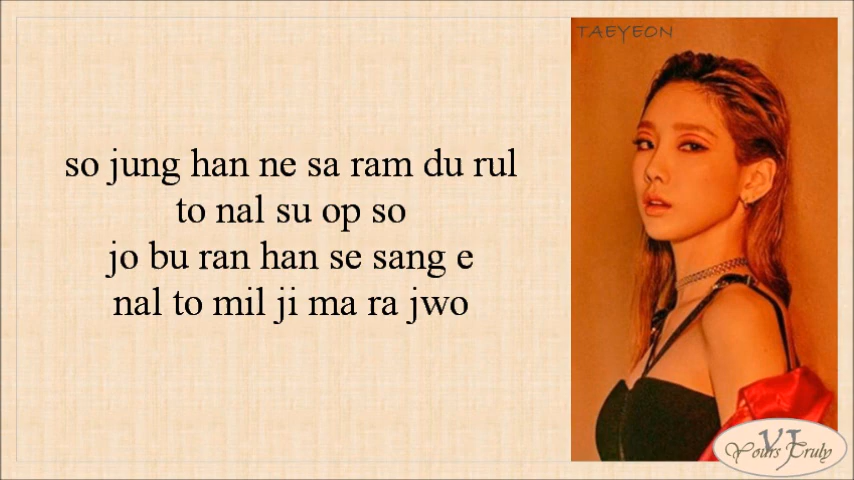 TAEYEON
so jung han ne sa ram du rul
to nal su op so
jo bu ran han se sang e
nal to mil ji ma ra jwo
YJ
Yours Truly